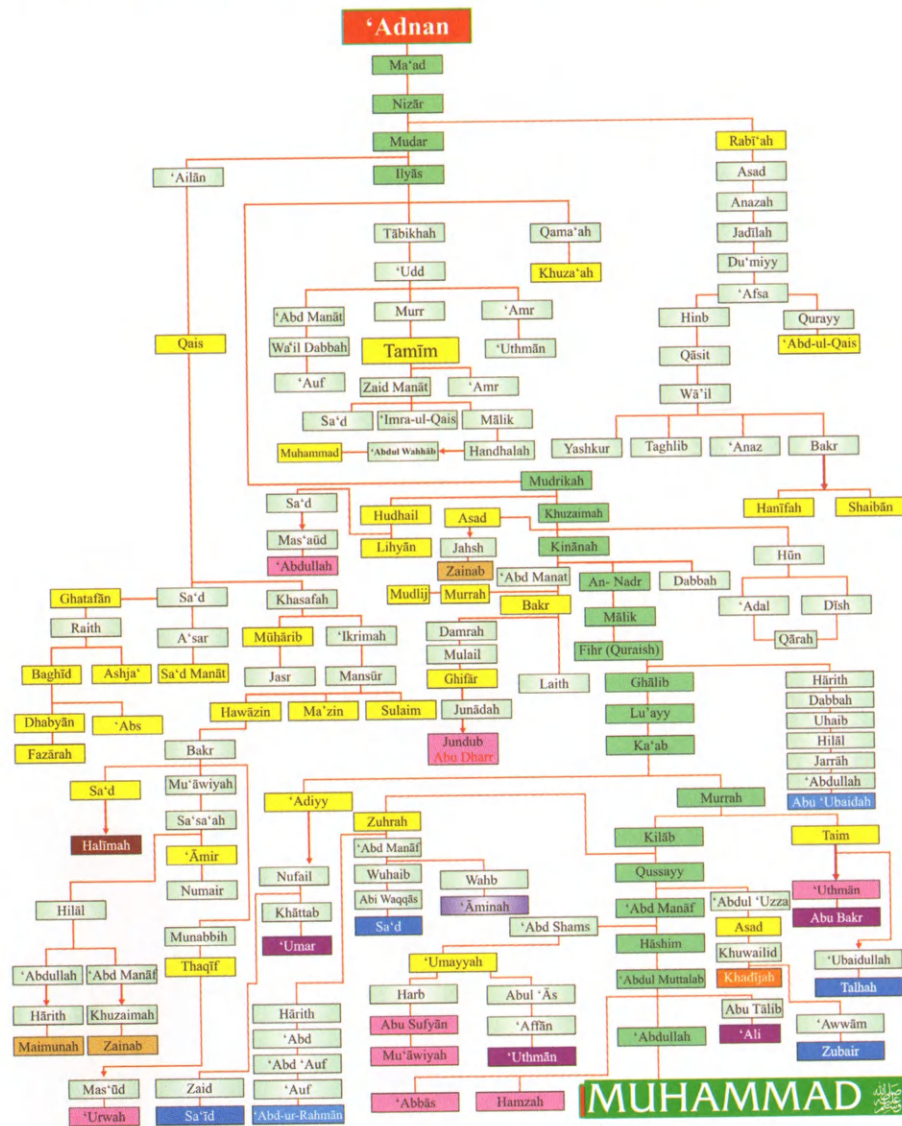 ‘Adnan
Ma‘ad
Nizār
Mudar
Rabī‘ah
‘Ailān
Ilyās
Asad
Anazah
Tābikhah
Qama‘ah
Jadīlah
‘Udd
Khuza‘ah
Du‘miyy
‘Afsa
‘Abd Manāt
Murr
‘Amr
Hinb
Qurayy
Qais
Wa'il Dabbah
Tamīm
‘Uthmān
Qāsit
‘Abd-ul-Qais
‘Auf
Zaid Manāt
‘Amr
Wā’il
Sa‘d
‘Imra-ul-Qais
Mālik
Yashkur
Taghlib
‘Anaz
Bakr
Muhammad
‘Abdul Wahhāb
Handhalah
Mudrikah
Hanīfah
Shaibān
Sa‘d
Hudhail
Asad
Khuzaimah
Mas‘aūd
Lihyān
Jahsh
Kinānah
Hūn
‘Abdullah
Zainab
‘Abd Manat
An- Nadr
Dabbah
Ghatafān
Sa‘d
Khasafah
Mudlij
Murrah
Bakr
‘Adal
Dīsh
Raith
A‘sar
Mūhārib
‘Ikrimah
Damrah
Mālik
Qārah
Baghīd
Ashja‘
Sa‘d Manāt
Jasr
Mansūr
Mulail
Laith
Fihr (Quraish)
Ghifār
Ghālib
Hārith
Dhabyān
‘Abs
Hawāzin
Ma’zin
Sulaim
Junādah
Lu’ayy
Dabbah
Fazārah
Bakr
Jundub
Abu Dharr
Ka‘ab
Uhaib
Hilāl
Jarrāh
Sa‘d
Mu‘āwiyah
‘Adiyy
Murrah
‘Abdullah
Abu ‘Ubaidah
Sa‘sa‘ah
Zuhrah
Kilāb
Taim
Halīmah
‘Āmir
‘Abd Manāf
Numair
Nufail
Wuhaib
Wahb
Qussayy
‘Uthmān
Abi Waqqās
‘Āminah
‘Abd Manāf
‘Abdul ‘Uzza
Abu Bakr
Hilāl
Khāttab
Sa‘d
‘Abd Shams
Asad
Munabbih
‘Umar
Hāshim
Khuwailid
‘Ubaidullah
‘Abdullah
‘Abd Manāf
Thaqīf
‘Umayyah
‘Abdul Muttalab
Khadījah
Talhah
Hārith
Khuzaimah
Hārith
Harb
Abul ‘Ās
Abu Tālib
‘Awwām
Maimunah
Zainab
‘Abd
Abu Sufyān
‘Affān
‘Abdullah
‘Ali
Zubair
‘Abd ‘Auf
Mu‘āwiyah
‘Uthmān
Mas‘ūd
Zaid
‘Auf
‘Urwah
Sa‘īd
‘Abd-ur-Rahmān
‘Abbās
Hamzah
MUHAMMAD ﷺ